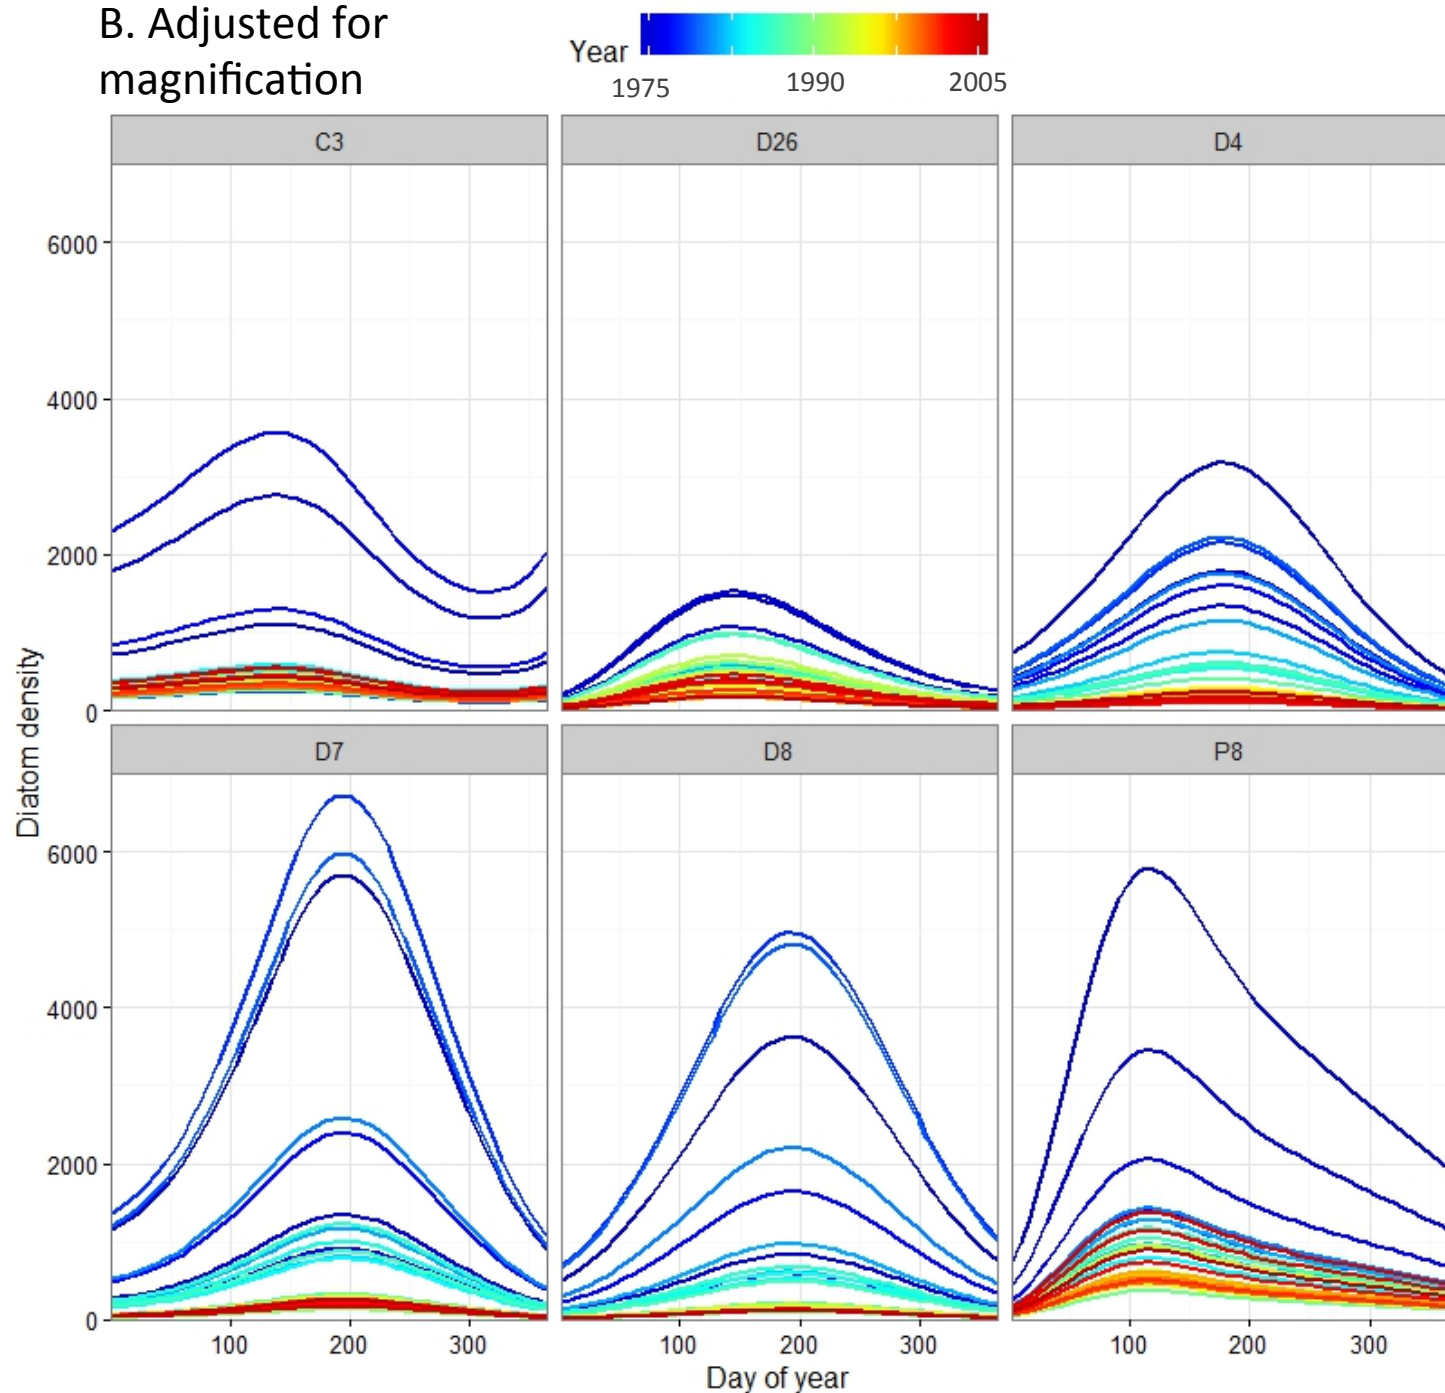 B. Adjusted for
magnification
Year
1975 1990 2005
C3 D26 D4
6000
4000
2000
0
Diatom density
D7 D8 P8
6000
4000
2000
0
100 200 300 100 200 300 100 200 300
Day of year